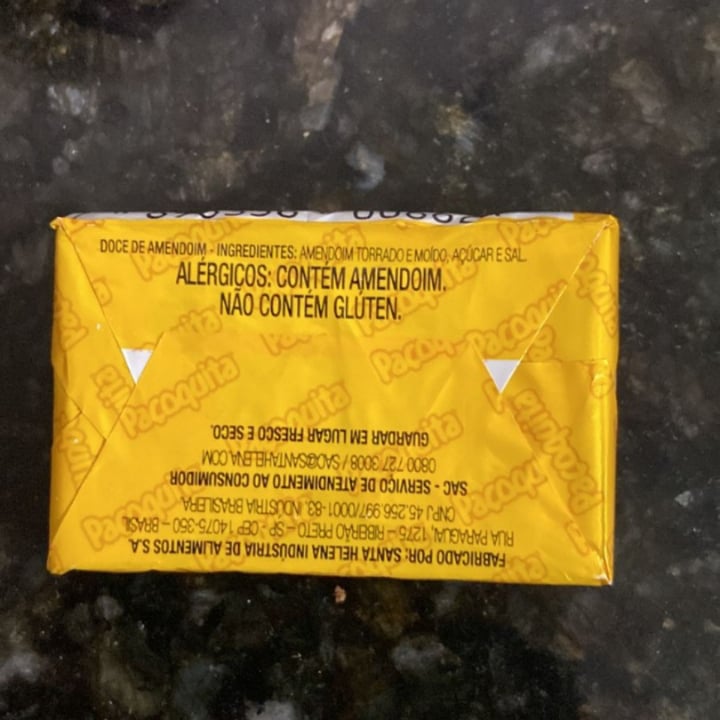 DOCE DE AMENDOIM - INGREDIENTES: AMENDOIM TORRADO E MOÍDO, AÇÚCAR E SAL.
ALÉRGICOS: CONTÉM AMENDOIM.
NÃO CONTÉM GLÚTEN.
Paçoquita
FABRICADO POR: SANTA HELENA INDÚSTRIA DE ALIMENTOS S.A.
RUA PARAGUAI, 1275 – RIBEIRÃO PRETO – SP - CEP 14075-350 – BRASIL
CNPJ 45.256.997/0001-83. INDÚSTRIA BRASILEIRA
SAC - SERVIÇO DE ATENDIMENTO AO CONSUMIDOR
0800 727 3008 / SAC@SANTAHELENA.COM
GUARDAR EM LUGAR FRESCO E SECO.